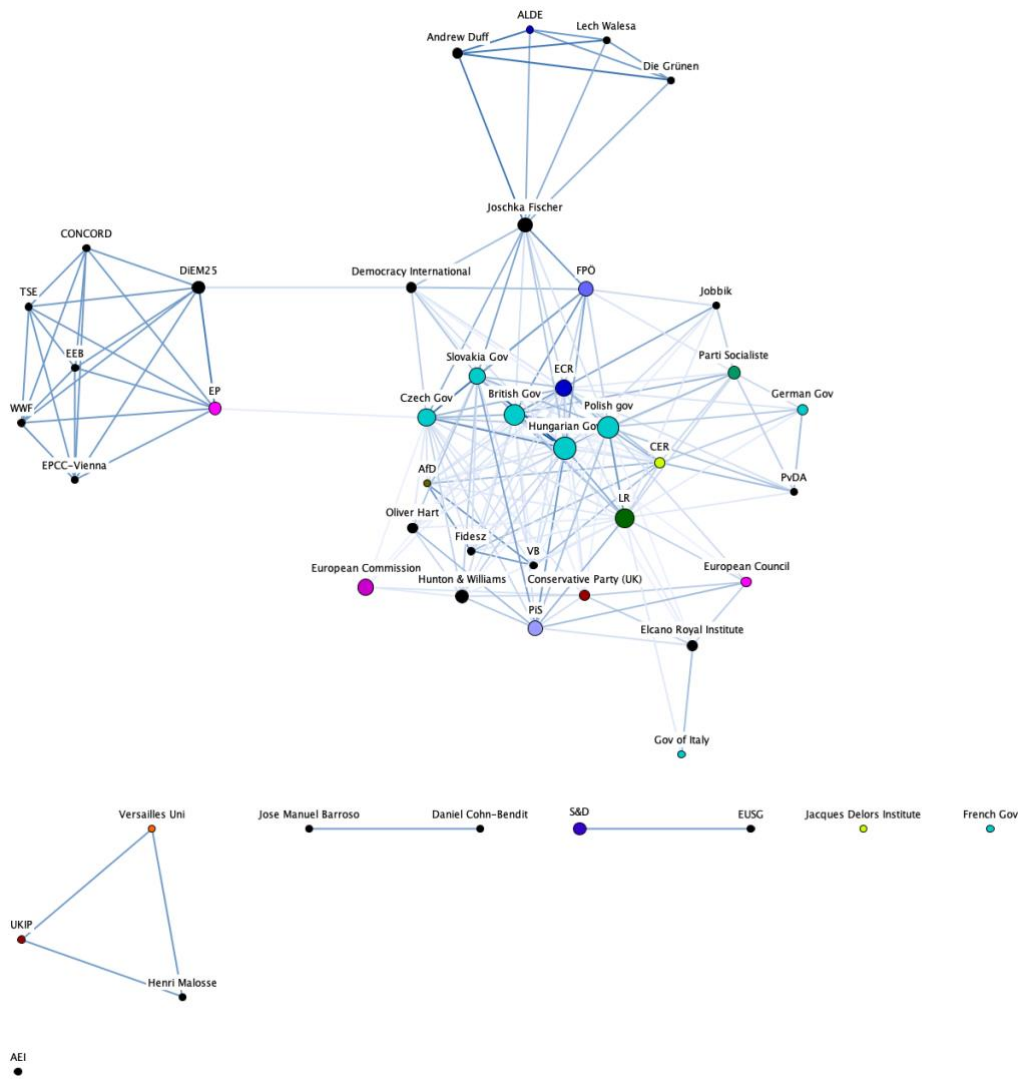 ALDE
Lech Walesa
Andrew Duff
Die Grünen
Joschka Fischer
CONCORD
DiEM25
Democracy International
FPÖ
TSE
Jobbik
EEB
Slovakia Gov
ECR
Parti Socialiste
EP
Czech Gov
British Gov
Polish gov
German Gov
WWF
Hungarian Gov
CER
EPCC-Vienna
AfD
PvDA
LR
Oliver Hart
Fidesz
VB
European Commission
Hunton & Williams
Conservative Party (UK)
European Council
PiS
Elcano Royal Institute
Gov of Italy
Versailles Uni
Jose Manuel Barroso
Daniel Cohn-Bendit
S&D
EUSG
Jacques Delors Institute
French Gov
UKIP
Henri Malosse
AEI